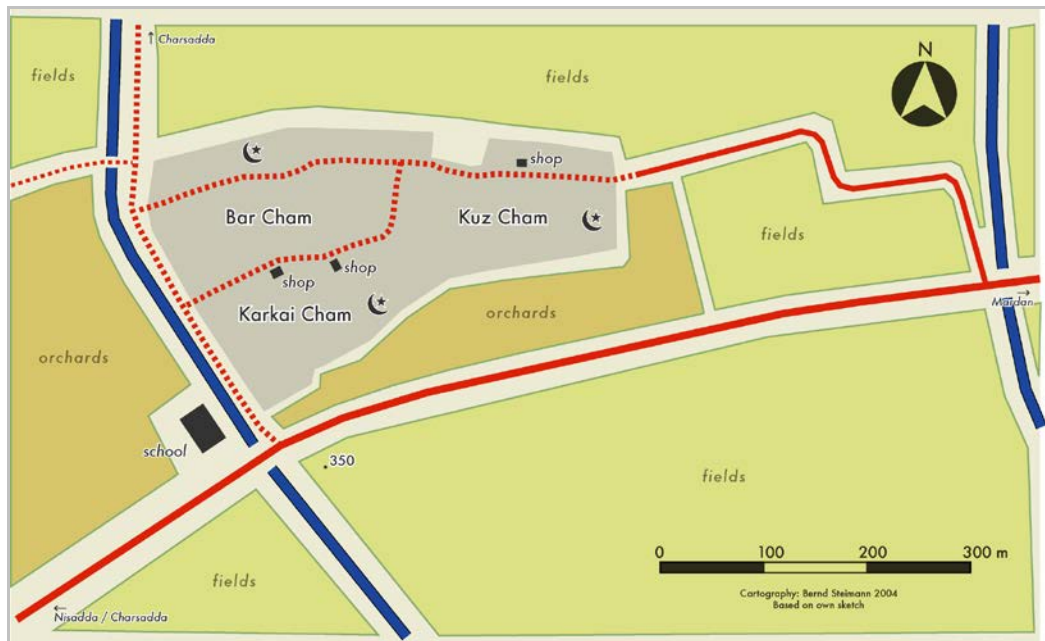 ↑ Charsadda
N
fields
fields
shop
Bar Cham
Kuz Cham
fields
shop
shop
Karkai Cham
orchards
Mardan →
orchards
school
350
fields
fields
0 100 200 300 m
Cartography: Bernd Steimann 2004
Based on own sketch
←
Nisadda / Charsadda